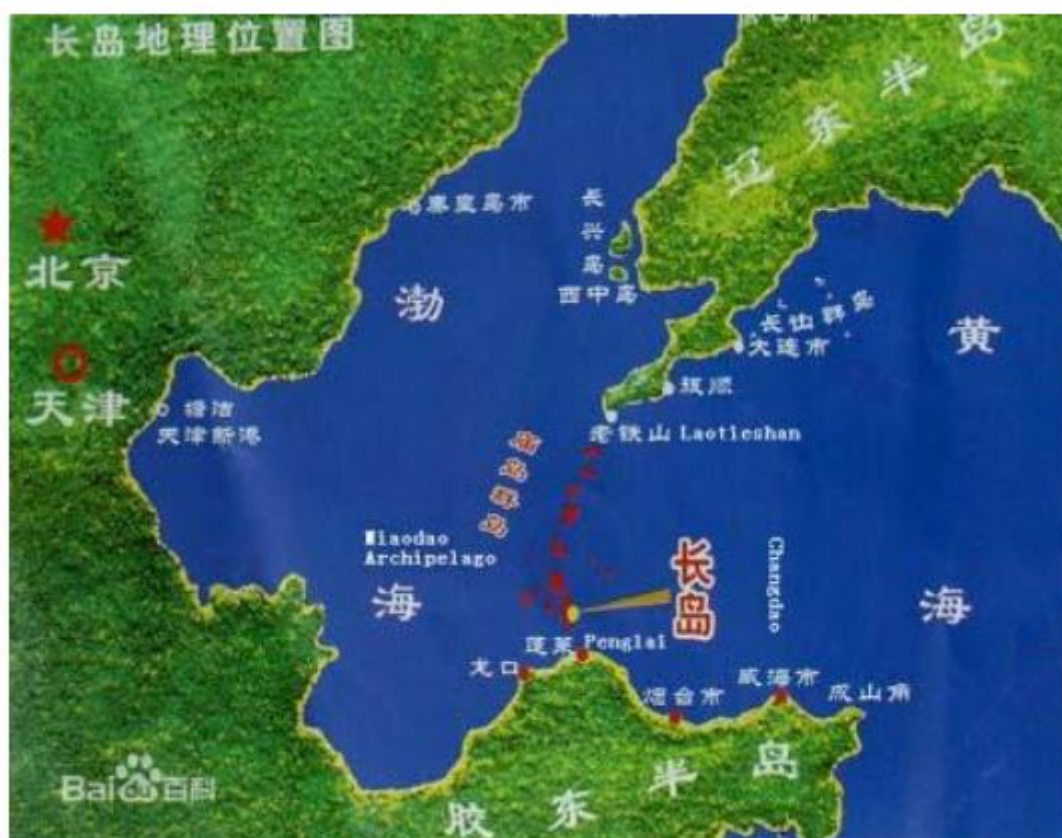 长岛地理位置图
辽东半岛
秦皇岛市
长兴岛
西中岛
北京
渤
长山群岛
大连市
黄
天津
塘沽
天津新港
旅顺
老铁山 Laotieshan
庙岛群岛
Miaodao
Archipelago
长岛
Changdao
海
海
蓬莱 Penglai
龙口
烟台市
威海市
成山角
胶东半岛
Bai百科